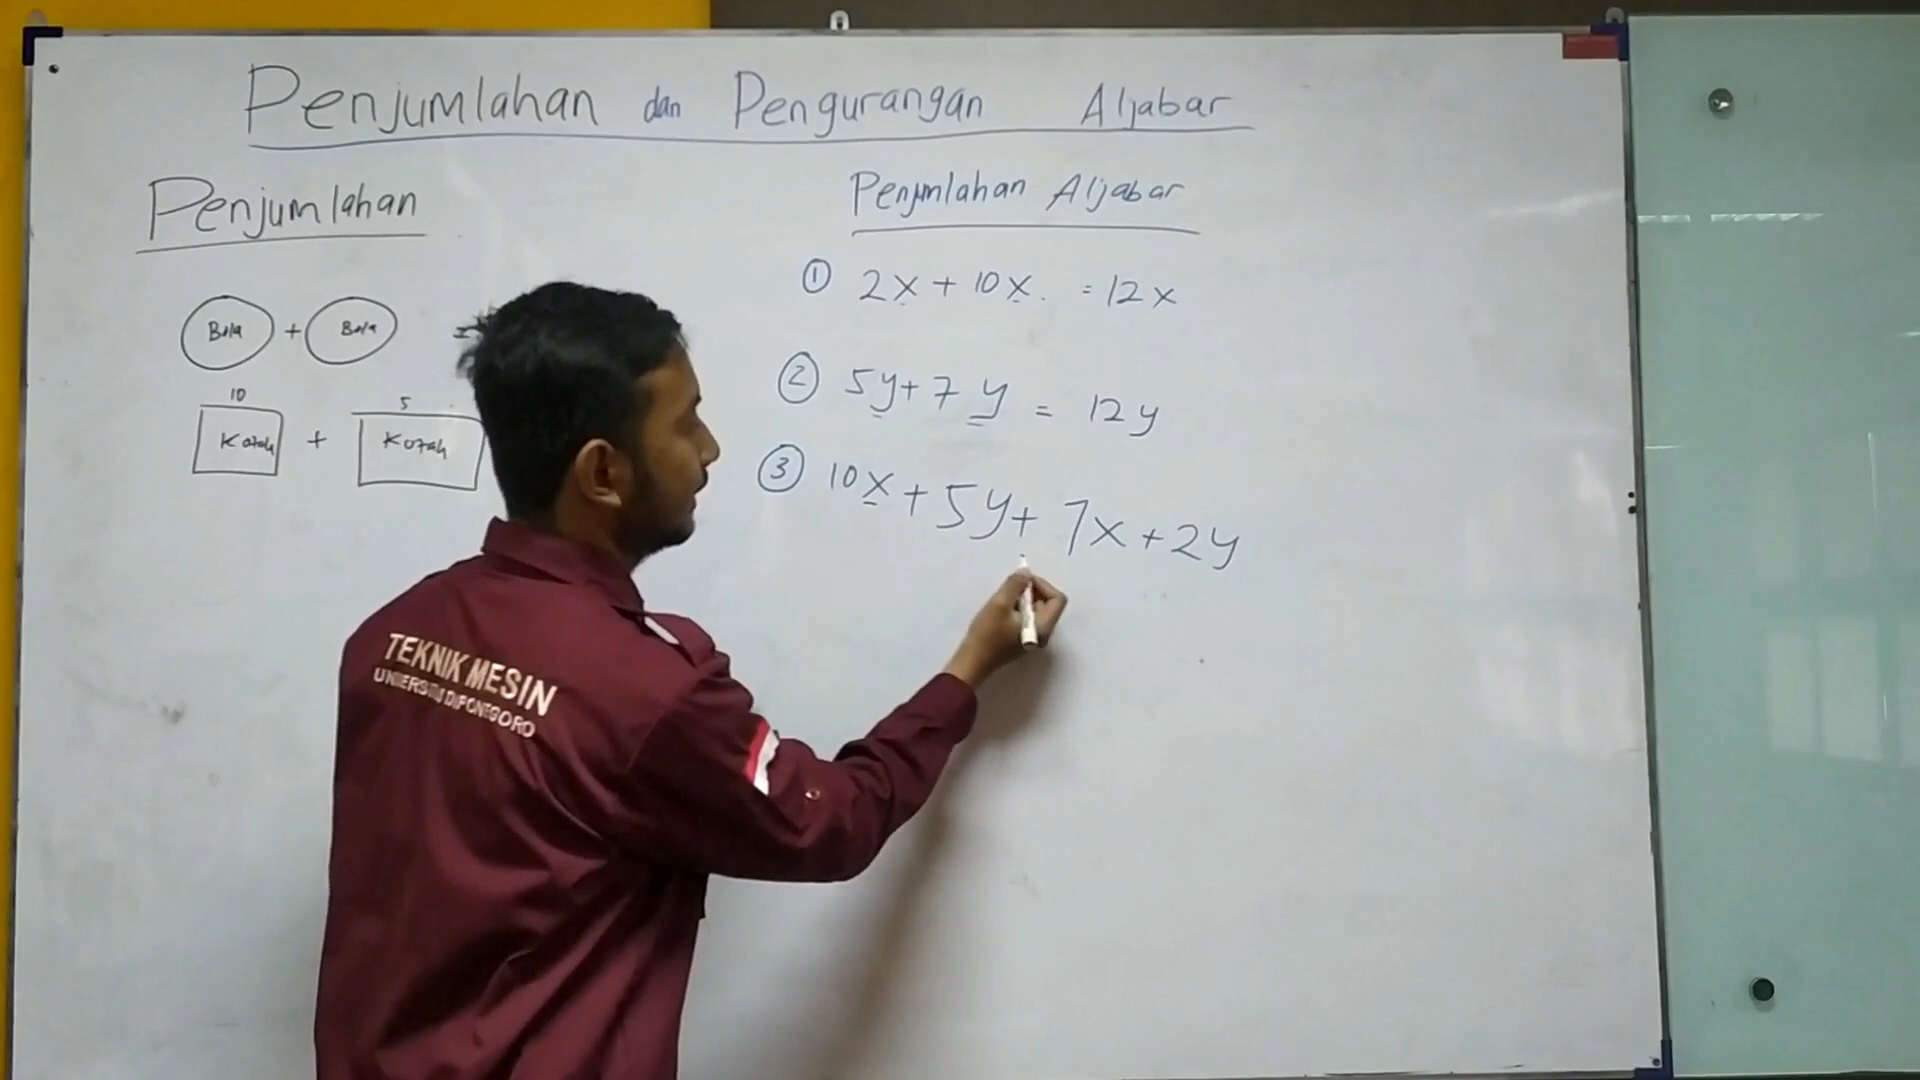 Penjumlahan dan Pengurangan Aljabar
Penjumlahan
Bola + Bola =
10 5
Kotak + Kotak
Penjumlahan Aljabar
① 2x + 10x = 12x
② 5y + 7y = 12y
③ 10x + 5y + 7x + 2y
TEKNIK MESIN
UNIVERSITAS DIPONEGORO